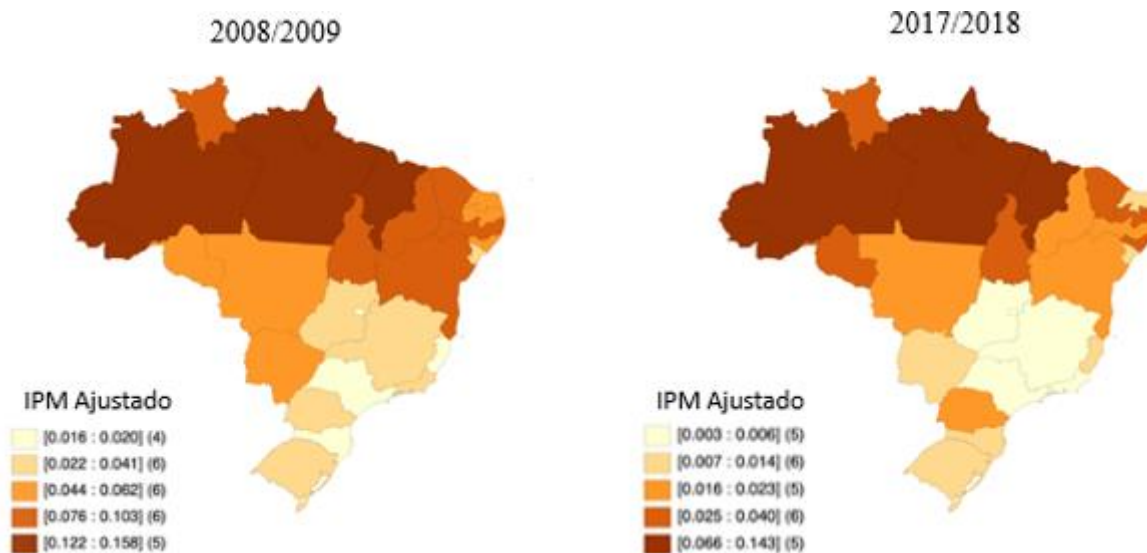 2008/2009
IPM Ajustado
[0.016 : 0.020] (4)
[0.022 : 0.041] (6)
[0.044 : 0.062] (6)
[0.076 : 0.103] (6)
[0.122 : 0.158] (5)
2017/2018
IPM Ajustado
[0.003 : 0.006] (5)
[0.007 : 0.014] (6)
[0.016 : 0.023] (5)
[0.025 : 0.040] (6)
[0.066 : 0.143] (5)